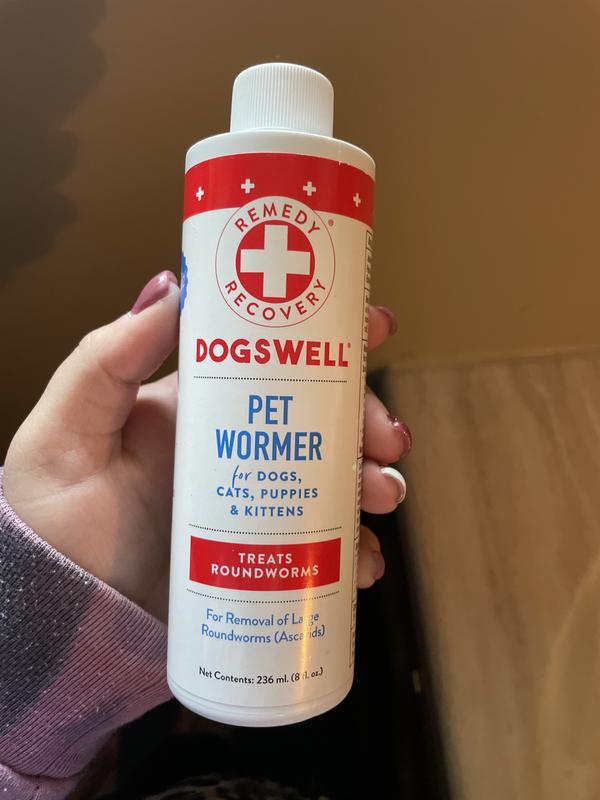 REMEDY
RECOVERY®
DOGSWELL®
PET
WORMER
for DOGS,
CATS, PUPPIES
& KITTENS
TREATS
ROUNDWORMS
For Removal of Large
Roundworms (Ascarids)
Net Contents: 236 ml. (8 fl. oz.)